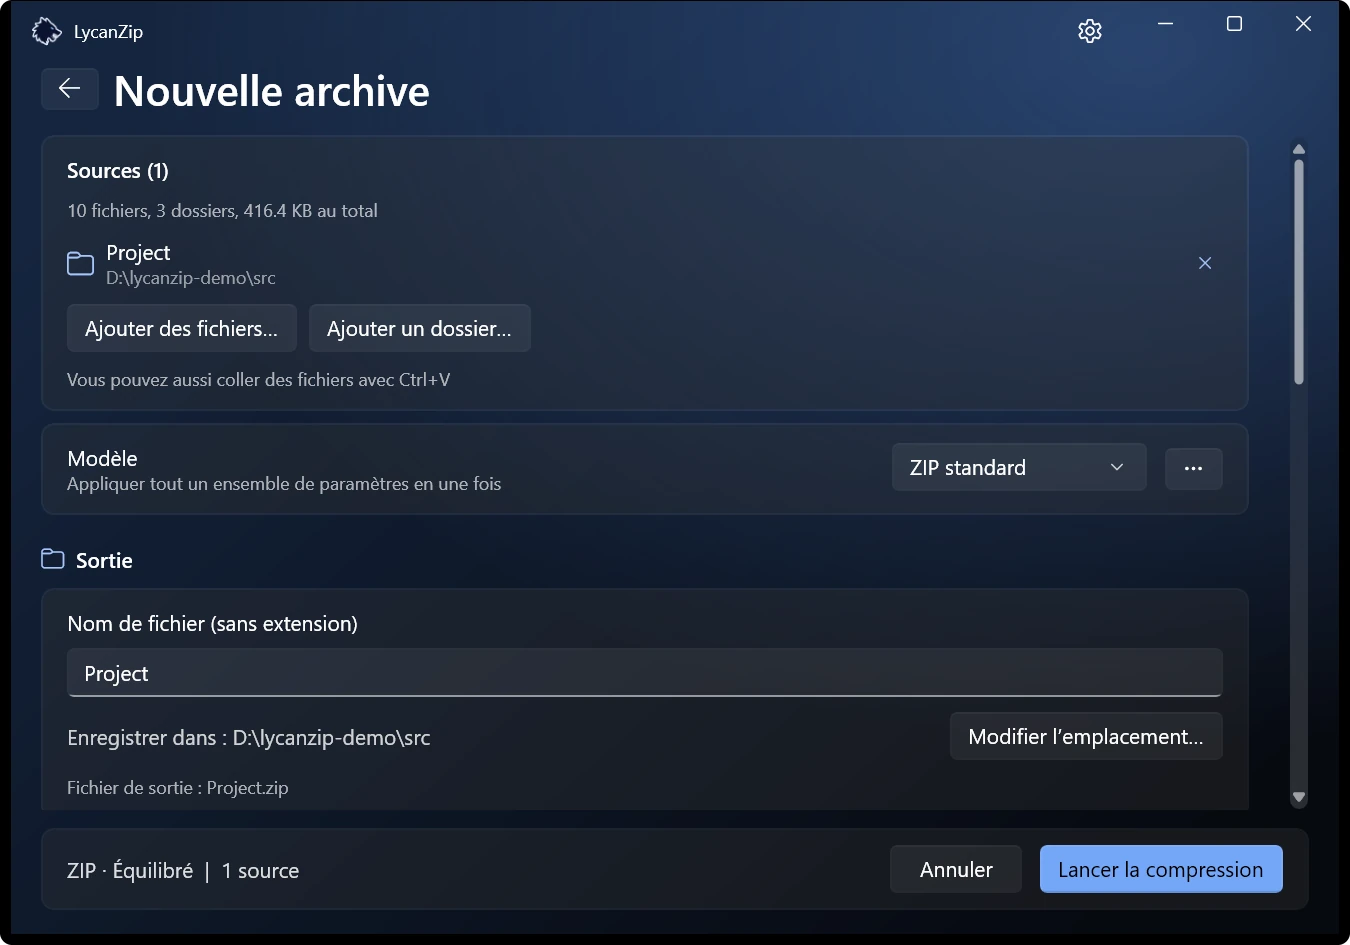 LycanZip
Nouvelle archive
Sources (1)
10 fichiers, 3 dossiers, 416.4 KB au total
Project
D:\lycanzip-demo\src
Ajouter des fichiers...
Ajouter un dossier...
Vous pouvez aussi coller des fichiers avec Ctrl+V
Modèle
Appliquer tout un ensemble de paramètres en une fois
ZIP standard
Sortie
Nom de fichier (sans extension)
Project
Enregistrer dans : D:\lycanzip-demo\src
Modifier l’emplacement...
Fichier de sortie : Project.zip
ZIP · Équilibré | 1 source
Annuler
Lancer la compression